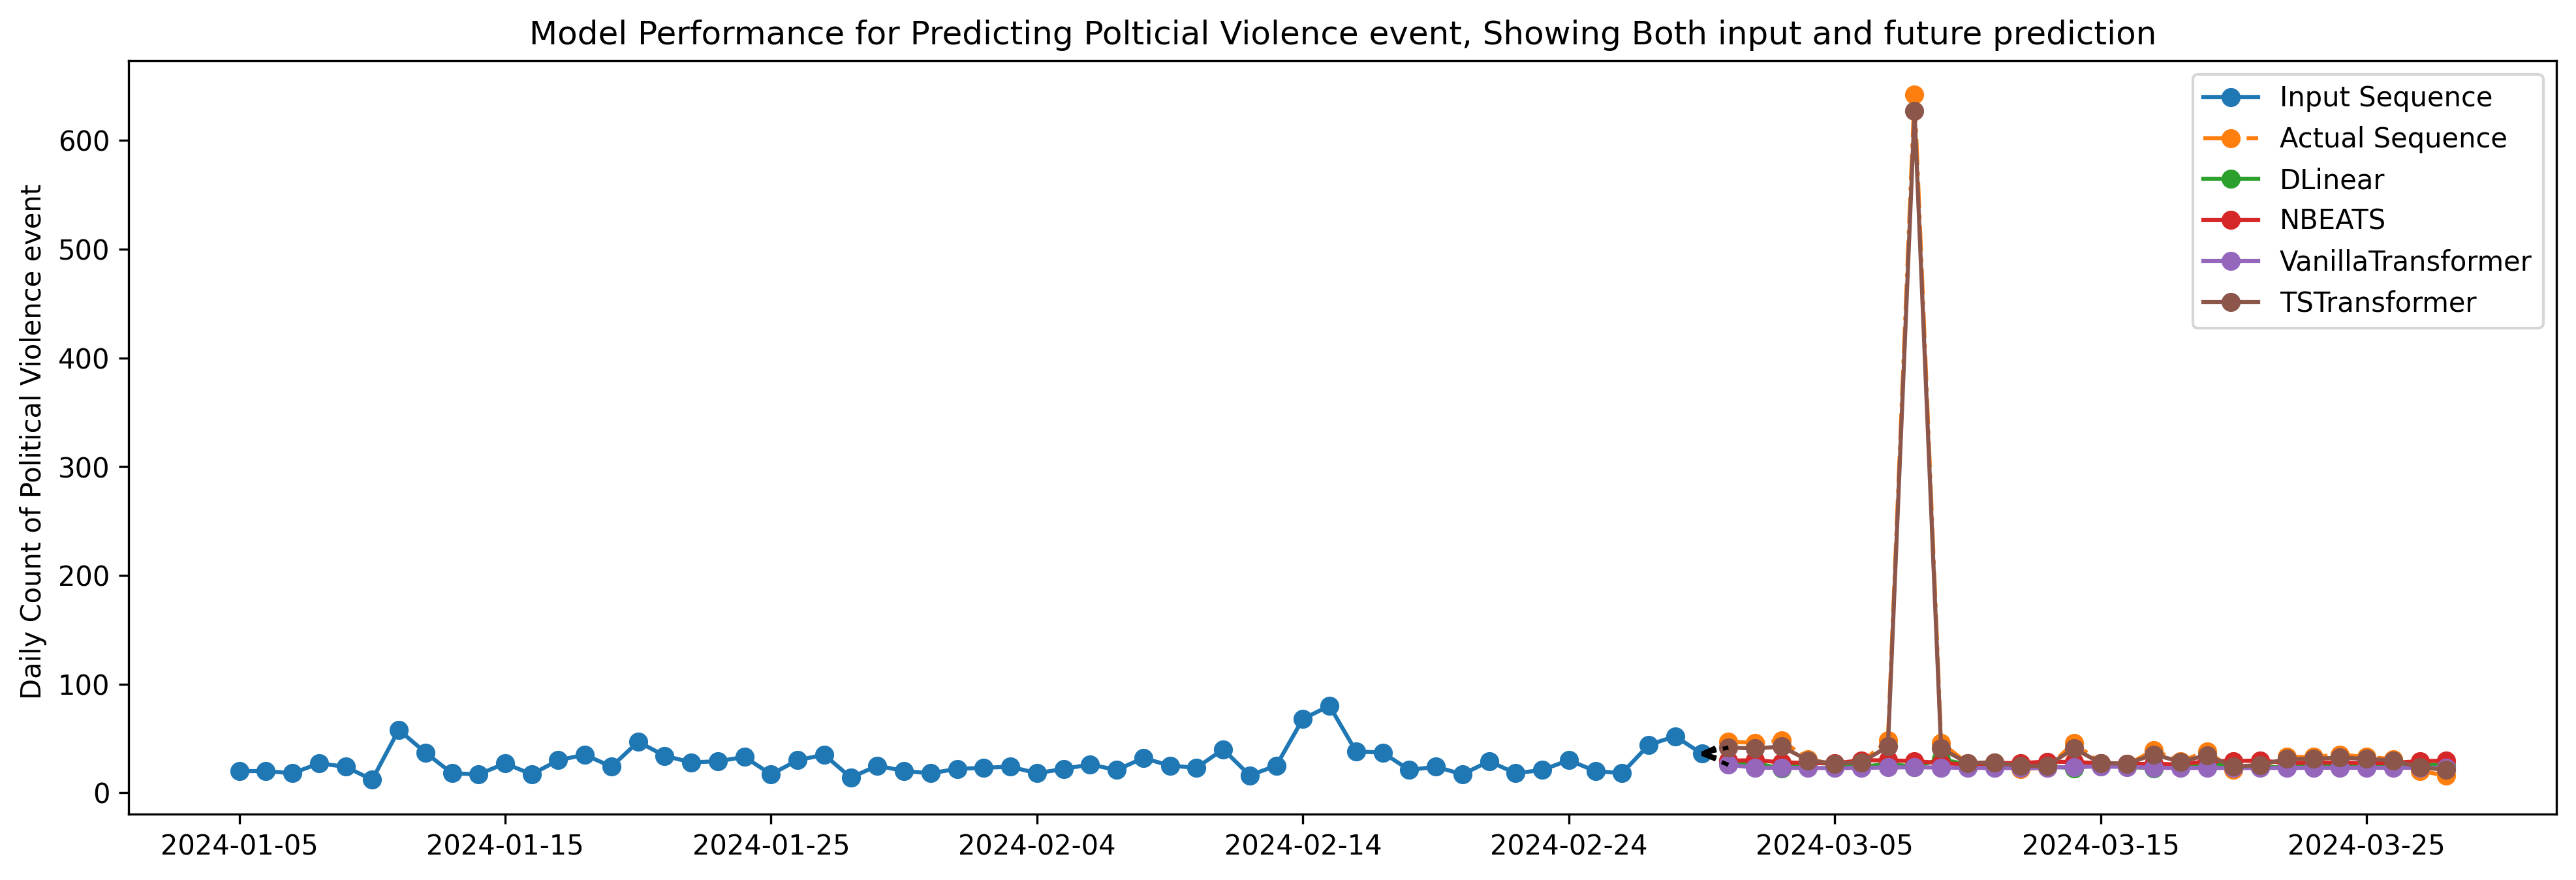 Model Performance for Predicting Polticial Violence event, Showing Both input and future prediction
Daily Count of Political Violence event
600
500
400
300
200
100
0
Input Sequence
Actual Sequence
DLinear
NBEATS
VanillaTransformer
TSTransformer
2024-01-05
2024-01-15
2024-01-25
2024-02-04
2024-02-14
2024-02-24
2024-03-05
2024-03-15
2024-03-25